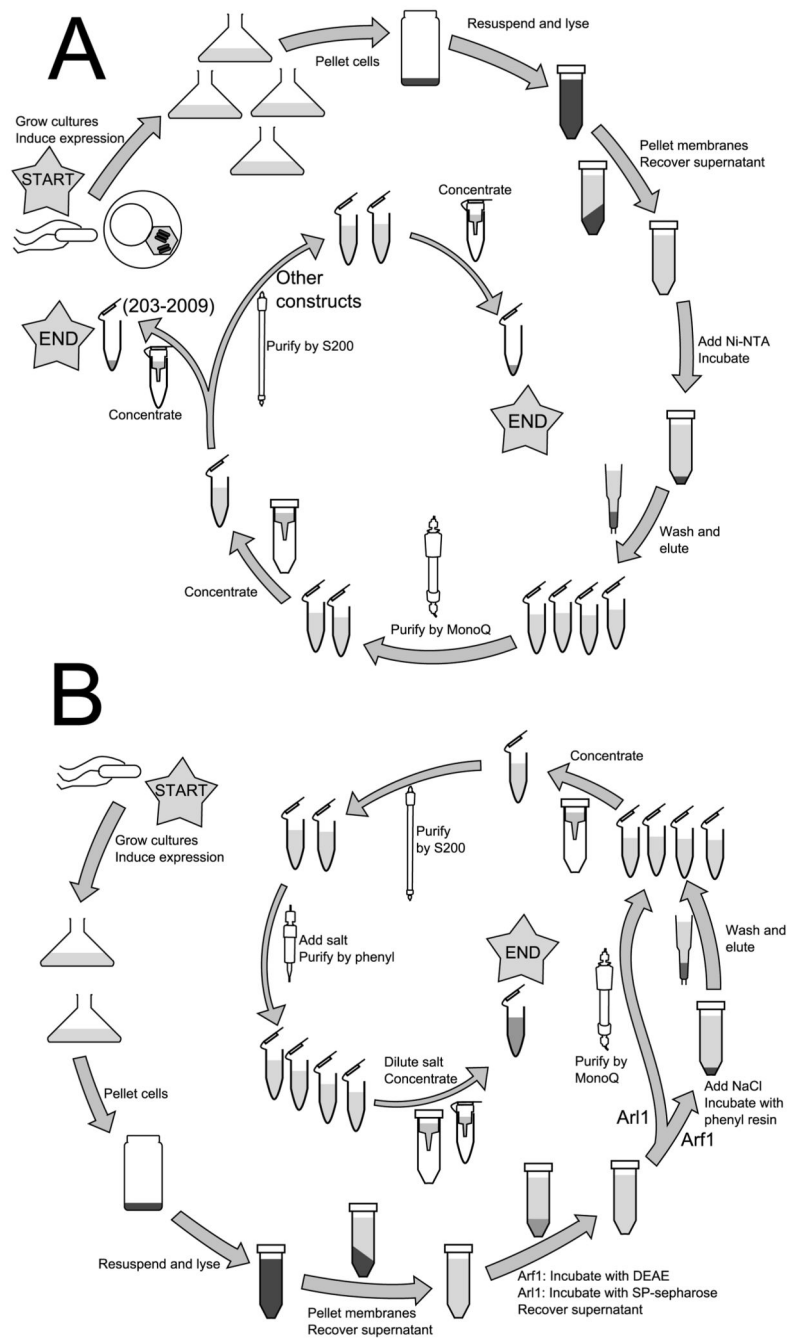 A
Grow cultures
Induce expression
START
Pellet cells
Resuspend and lyse
Pellet membranes
Recover supernatant
Add Ni-NTA
Incubate
Wash and
elute
Purify by MonoQ
Concentrate
(203-2009)
Concentrate
END
Other
constructs
Purify by S200
Concentrate
END
B
START
Grow cultures
Induce expression
Pellet cells
Resuspend and lyse
Pellet membranes
Recover supernatant
Arf1: Incubate with DEAE
Arl1: Incubate with SP-sepharose
Recover supernatant
Arl1
Arf1
Purify by
MonoQ
Add NaCl
Incubate with
phenyl resin
Wash and
elute
Concentrate
Purify
by S200
Add salt
Purify by phenyl
Dilute salt
Concentrate
END